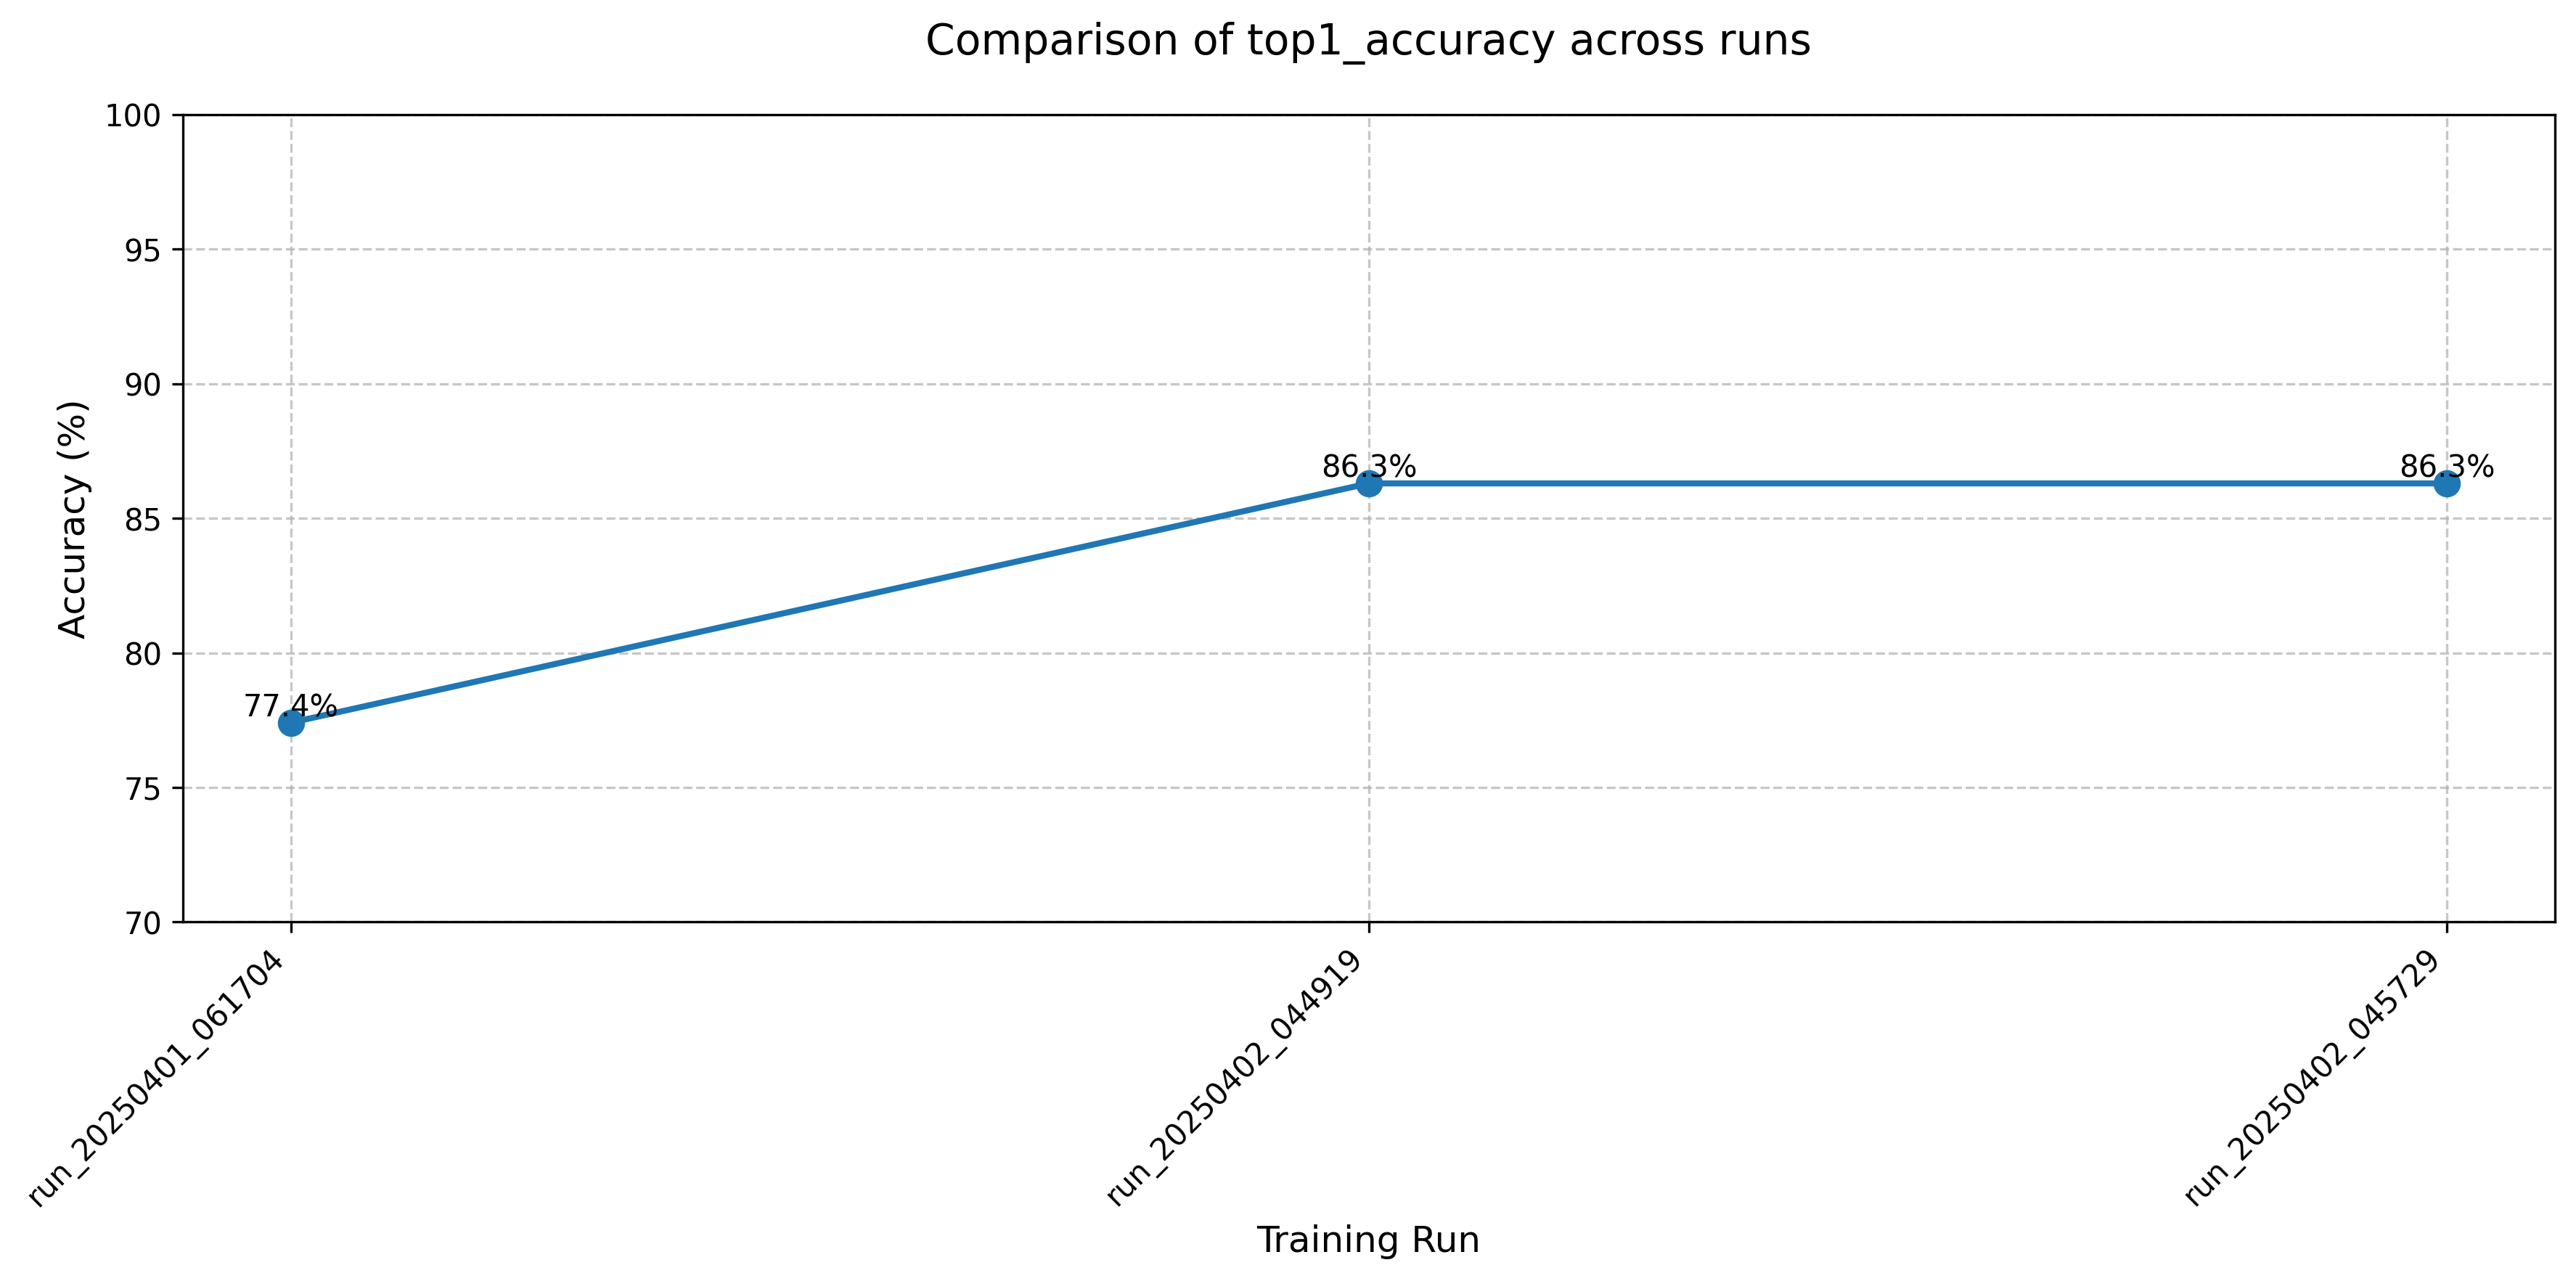 Comparison of top1_accuracy across runs
Accuracy (%)
100
95
90
85
80
75
70
77.4%
86.3%
86.3%
run_20250401_061704
run_20250402_044919
run_20250402_045729
Training Run